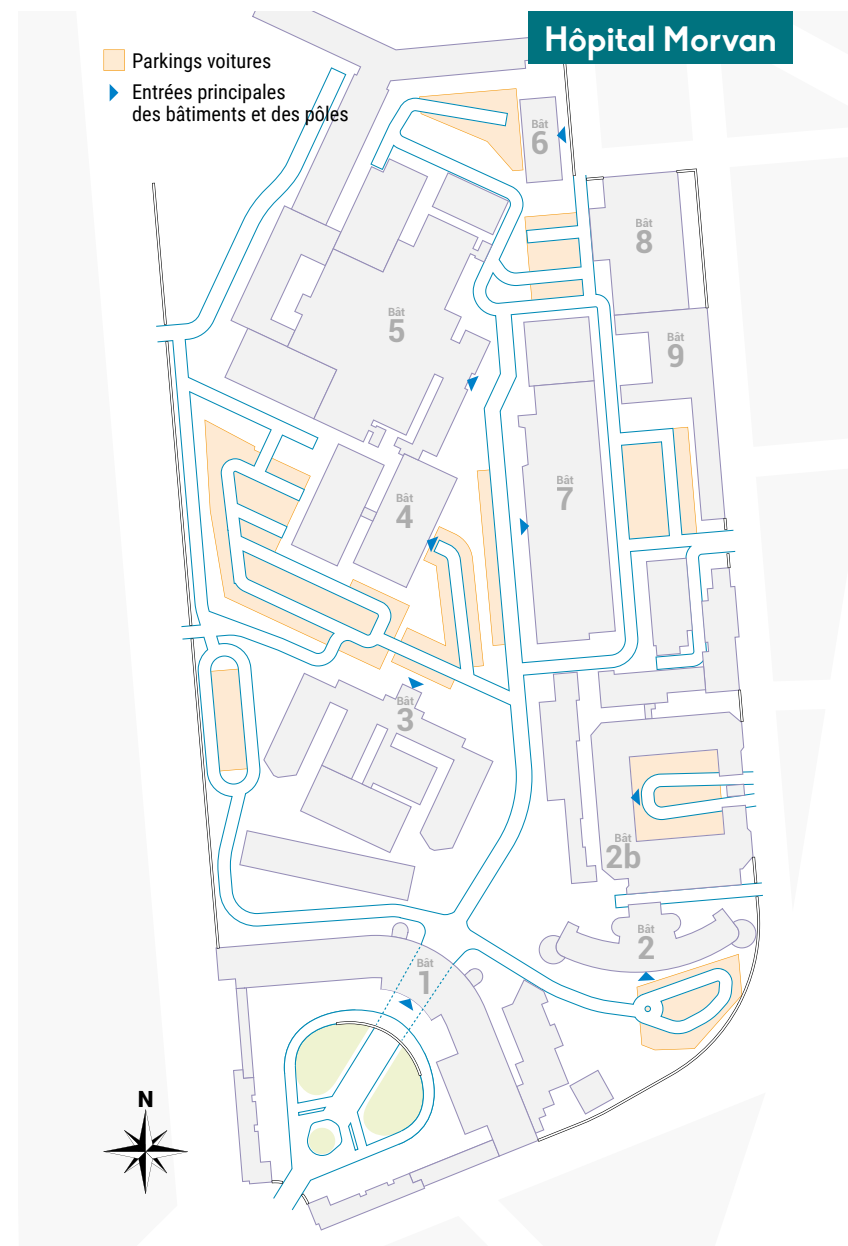 Hôpital Morvan
Parkings voitures
Entrées principales
des bâtiments et des pôles
Bât
6
Bât
8
Bât
5
Bât
9
Bât
7
Bât
4
Bât
3
Bât
2b
Bât
2
Bât
1
N